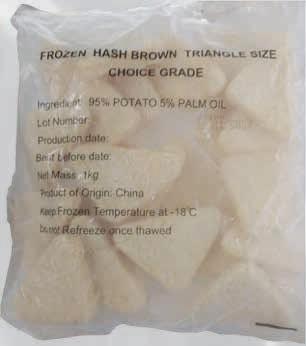 FROZEN HASH BROWN TRIANGLE SIZE
CHOICE GRADE
Ingredient: 95% POTATO 5% PALM OIL
Lot Number:
Production date:
Best before date:
Net Mass: 1kg
Product of Origin: China
Keep Frozen Temperature at -18°C
Do not Refreeze once thawed